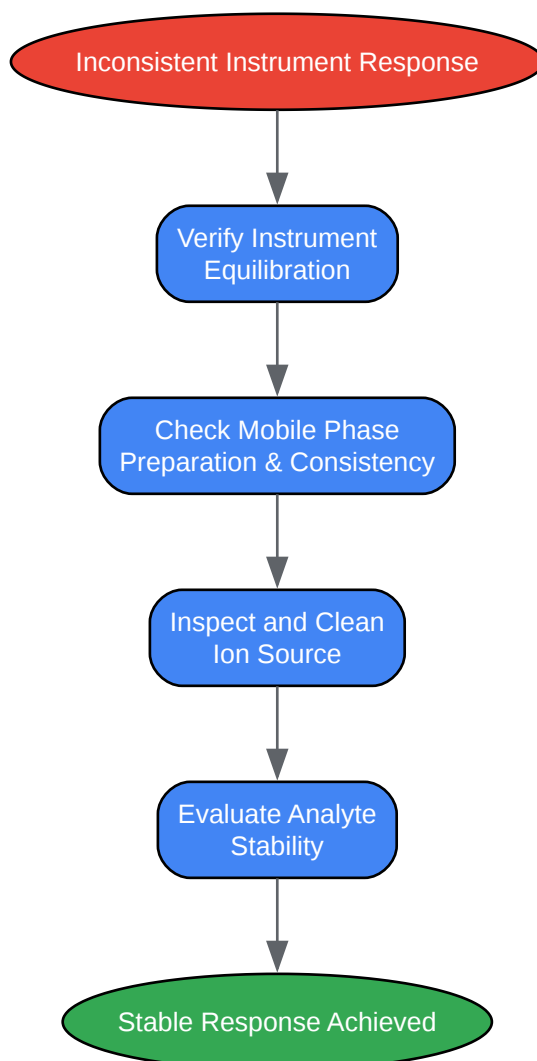 Inconsistent Instrument Response
Verify Instrument
Equilibration
Check Mobile Phase
Preparation & Consistency
Inspect and Clean
Ion Source
Evaluate Analyte
Stability
Stable Response Achieved